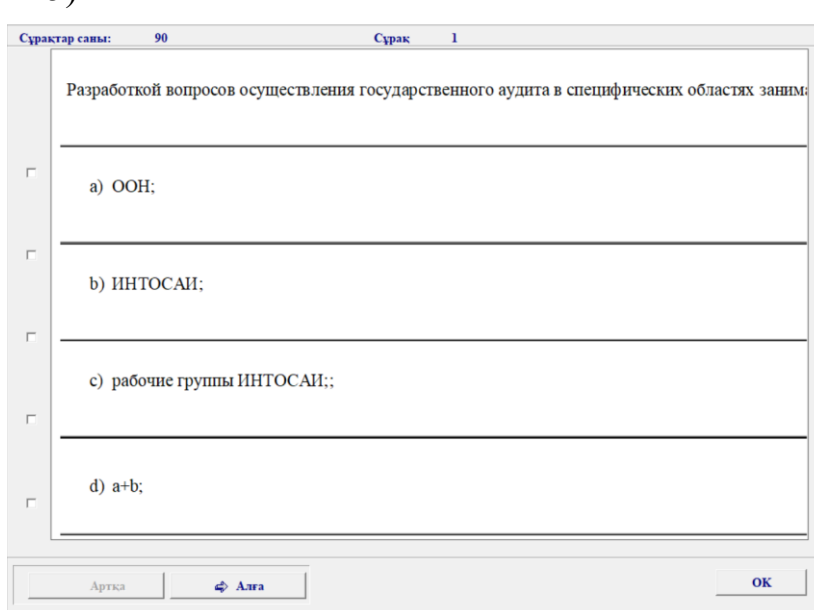 Сұрақтар саны: 90 Сұрақ 1
Разработкой вопросов осуществления государственного аудита в специфических областях
a) ООН;
b) ИНТОСАИ;
c) рабочие группы ИНТОСАИ;;
d) a+b;
Артқа Алға OK